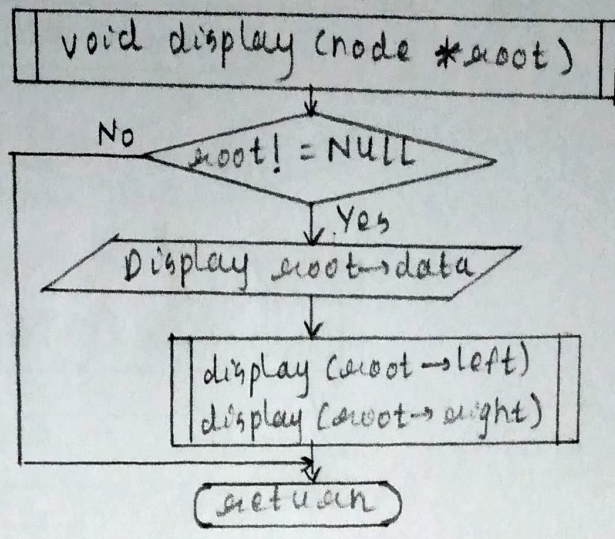 void display (node *root)
No
root! = NULL
Yes
Display root→data
display (root→left)
display (root→right)
return